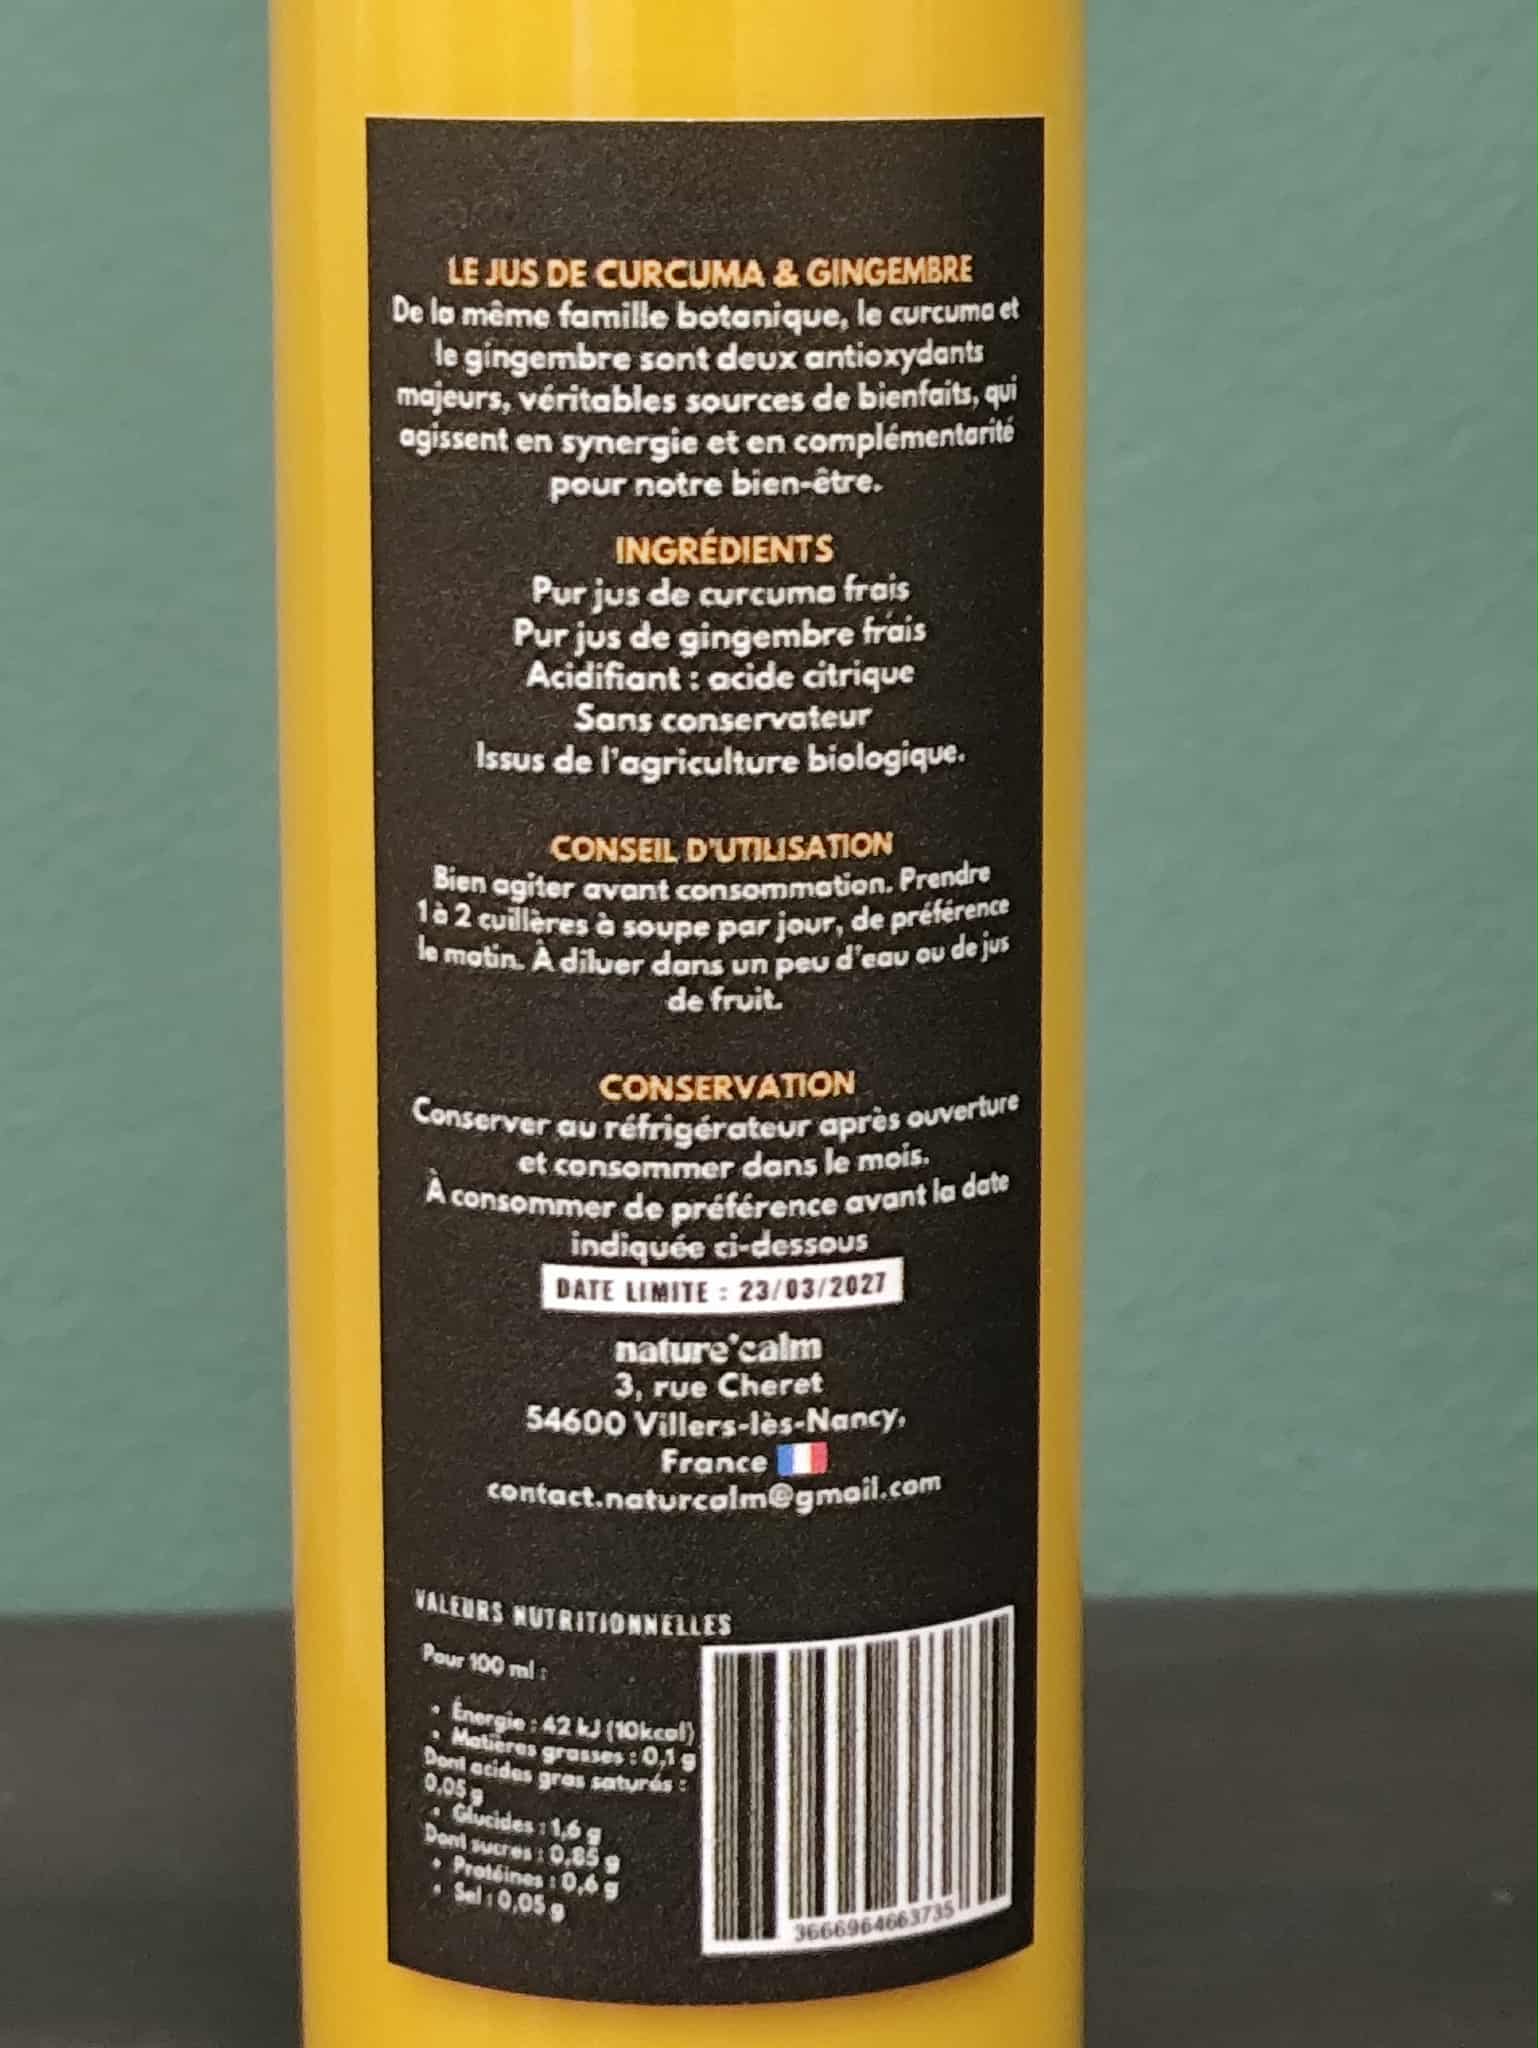 LE JUS DE CURCUMA & GINGEMBRE
De la même famille botanique, le curcuma et
le gingembre sont deux antioxydants
majeurs, véritables sources de bienfaits, qui
agissent en synergie et en complémentarité
pour notre bien-être.
INGRÉDIENTS
Pur jus de curcuma frais
Pur jus de gingembre frais
Acidifiant : acide citrique
Sans conservateur
Issus de l'agriculture biologique.
CONSEIL D'UTILISATION
Bien agiter avant consommation. Prendre
1 à 2 cuillères à soupe par jour, de préférence
le matin. À diluer dans un peu d'eau ou de jus
de fruit.
CONSERVATION
Conserver au réfrigérateur après ouverture
et consommer dans le mois.
À consommer de préférence avant la date
indiquée ci-dessous
DATE LIMITE : 23/03/2027
nature'calm
3, rue Cheret
54600 Villers-lès-Nancy,
France
contact.naturcalm@gmail.com
VALEURS NUTRITIONNELLES
Pour 100 ml :
• Énergie : 42 kJ (10kcal)
• Matières grasses : 0,1 g
Dont acides gras saturés :
0,05 g
• Glucides : 1,6 g
Dont sucres : 0,85 g
• Protéines : 0,6 g
• Sel : 0,05 g
3666964663735